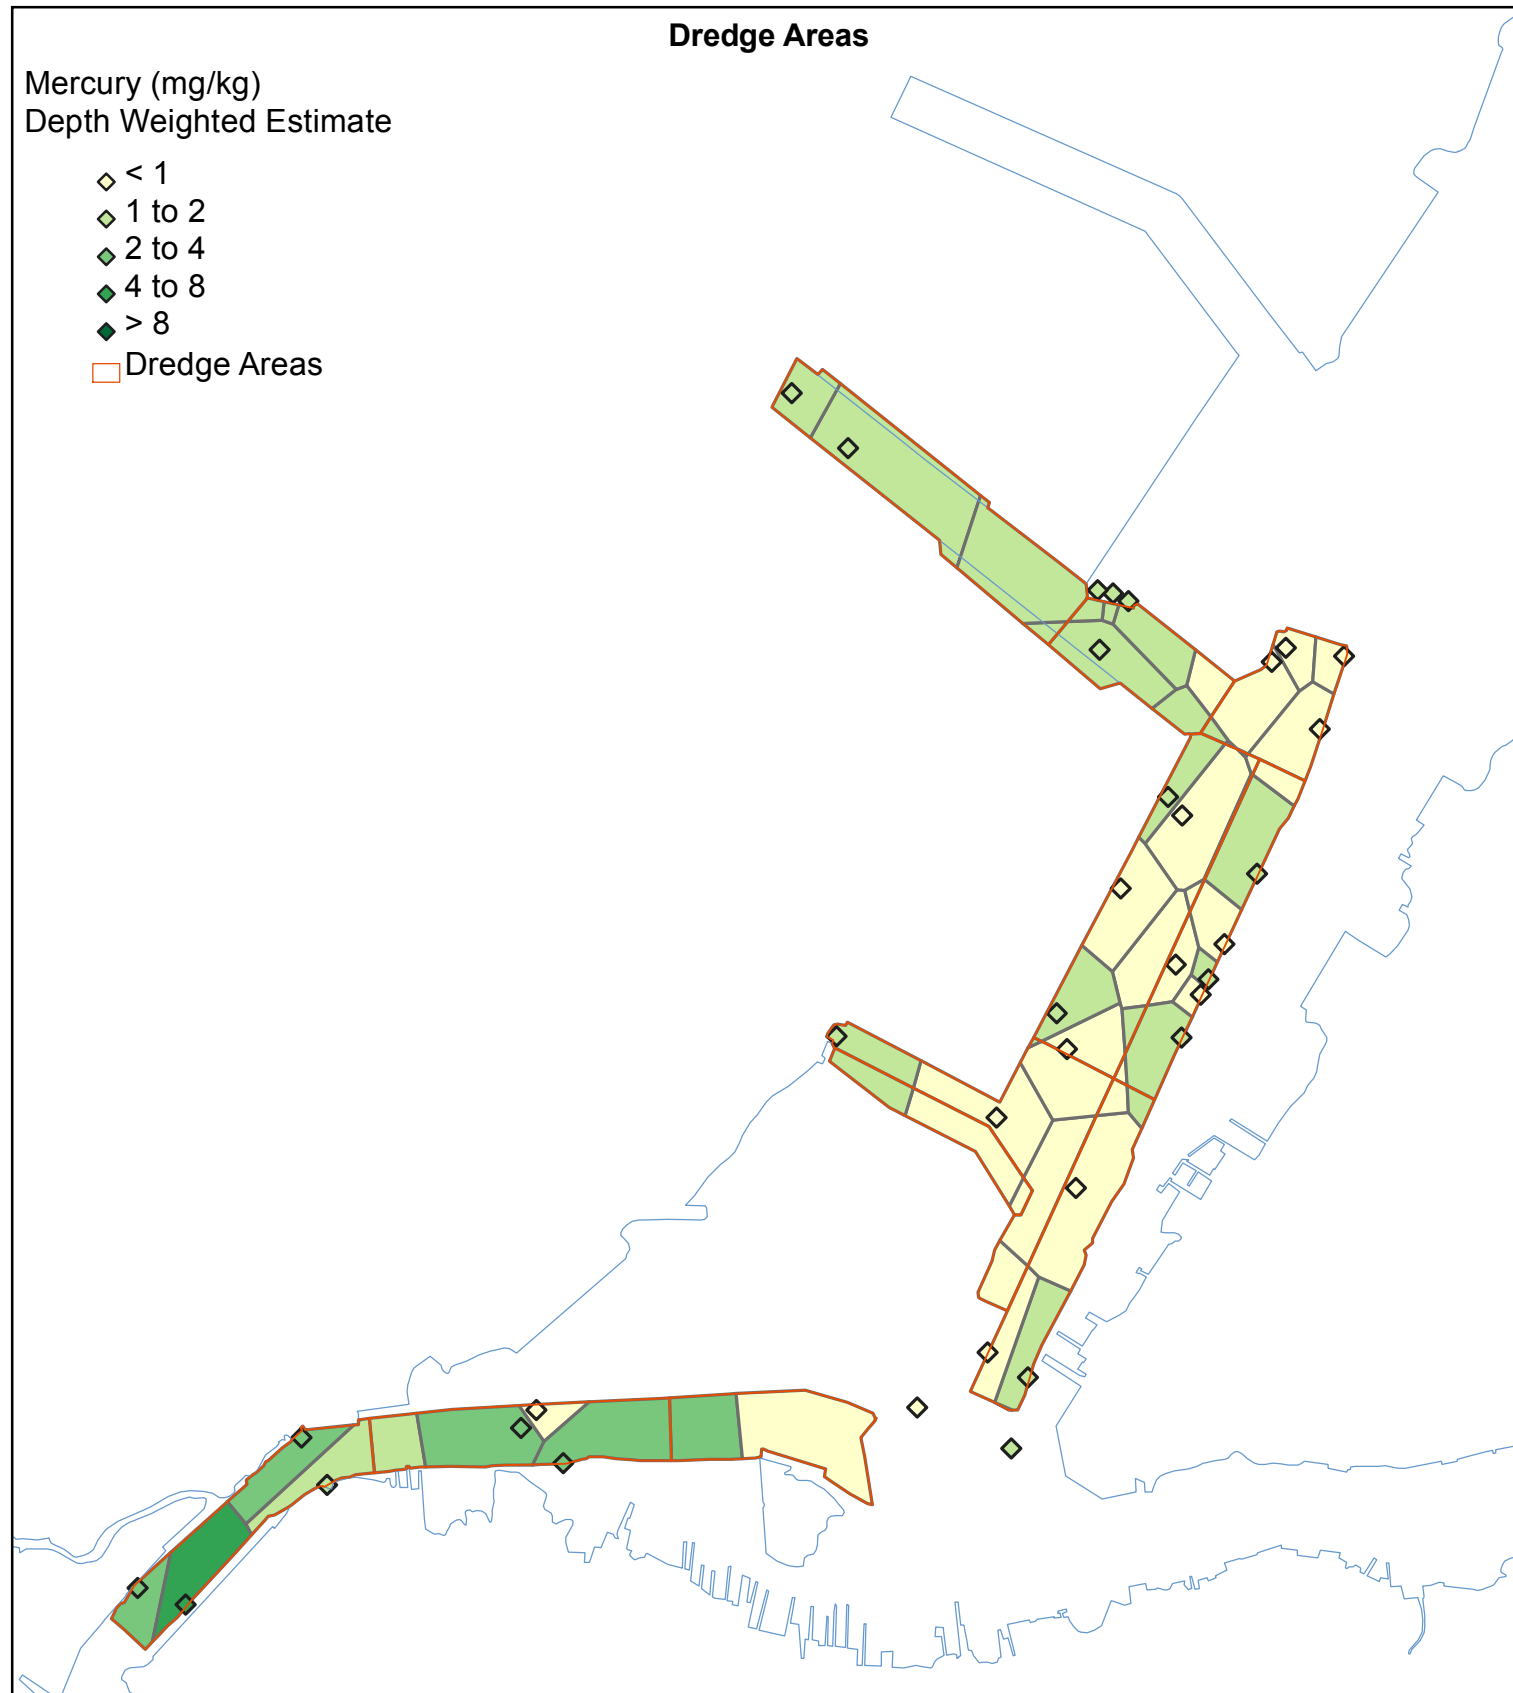 Dredge Areas
Mercury (mg/kg)
Depth Weighted Estimate
< 1
1 to 2
2 to 4
4 to 8
> 8
Dredge Areas